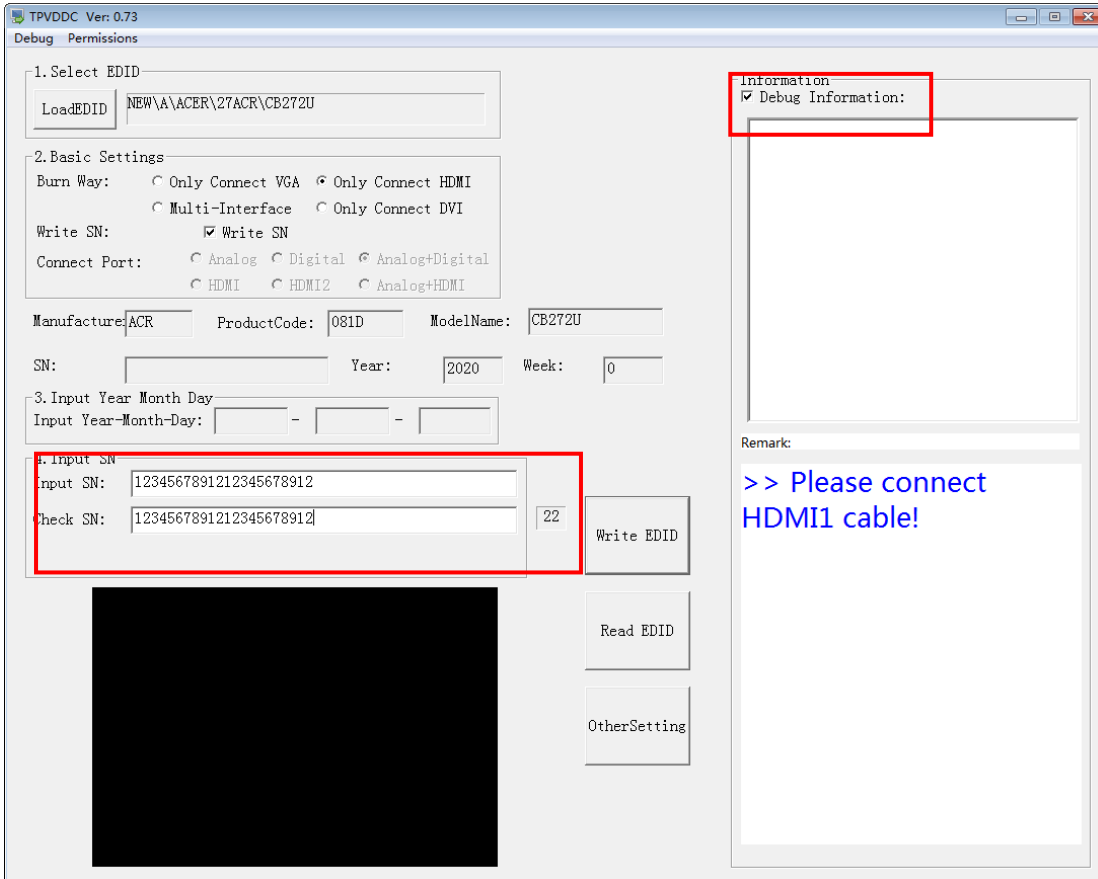 TPVDDC Ver: 0.73
Debug Permissions
1.Select EDID
LoadEDID NEW\A\ACER\27ACR\CB272U
2.Basic Settings
Burn Way: Only Connect VGA Only Connect HDMI
Multi-Interface Only Connect DVI
Write SN: Write SN
Connect Port: Analog Digital Analog+Digital
HDMI HDMI2 Analog+HDMI
Manufacture: ACR ProductCode: 081D ModelName: CB272U
SN: Year: 2020 Week: 0
3.Input Year Month Day
Input Year-Month-Day: - -
4.Input SN
Input SN: 1234567891212345678912
Check SN: 1234567891212345678912
22
Write EDID
Read EDID
OtherSetting
Information
Debug Information:
Remark:
>> Please connect
HDMI1 cable!